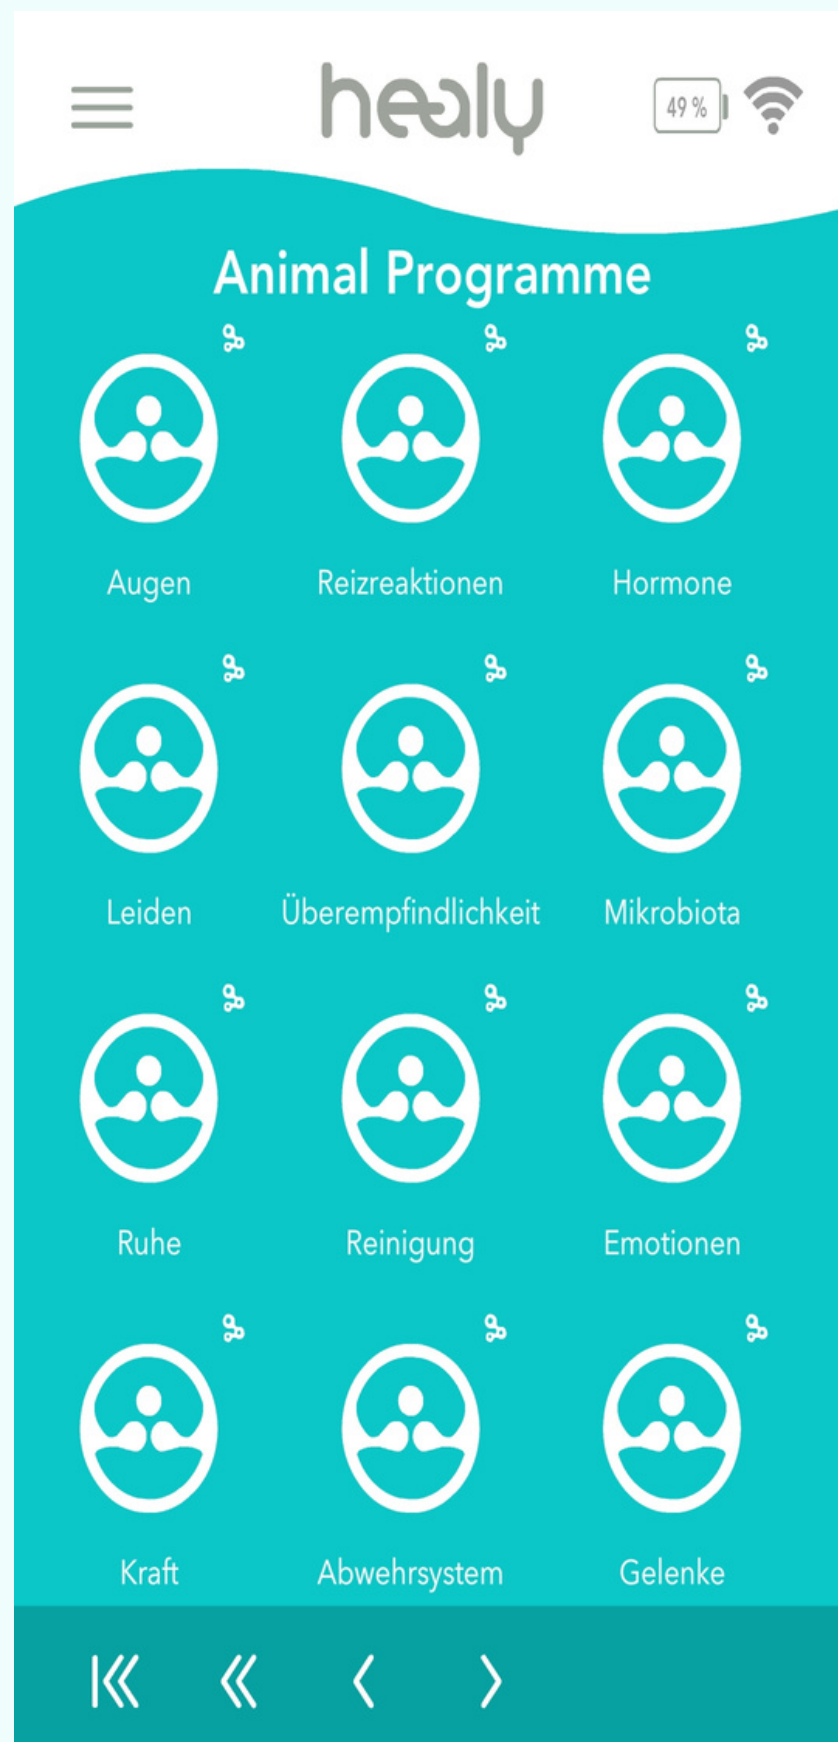 healy
49 %
Animal Programme
Augen Reizreaktionen Hormone
Leiden Überempfindlichkeit Mikrobiota
Ruhe Reinigung Emotionen
Kraft Abwehrsystem Gelenke